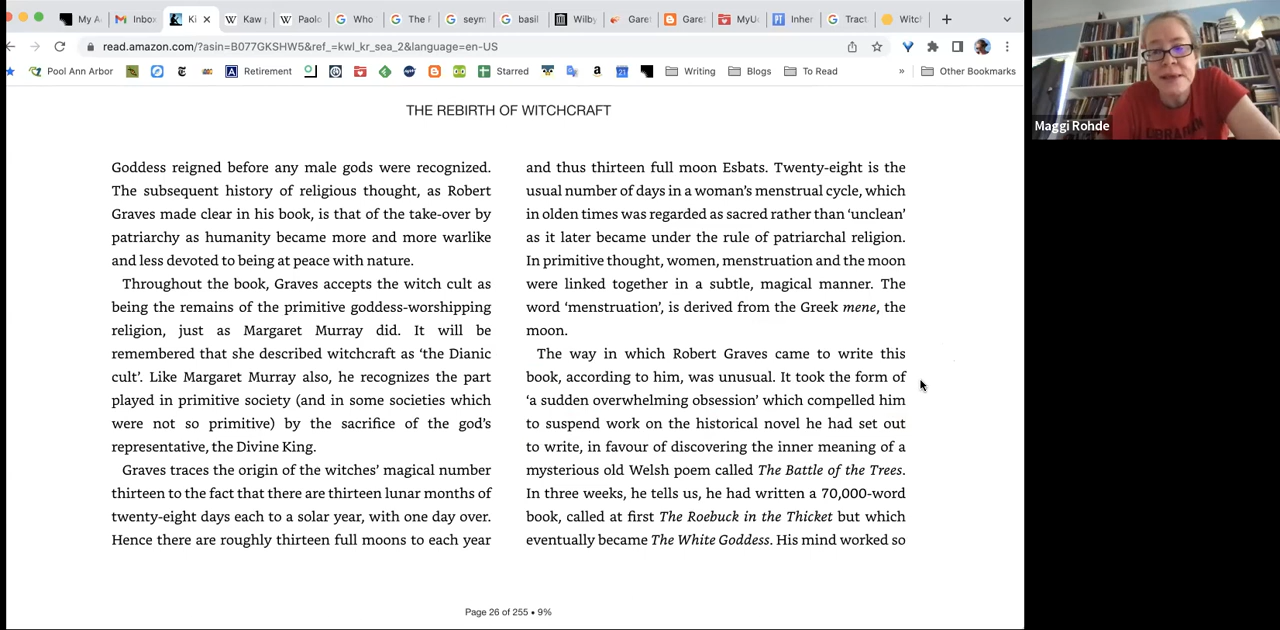 My A
Inbox
Ki
Kaw
Paolo
Who
The F
seym
basil
Wilby
Garet
Garet
MyU
Inher
Tract
Witch
read.amazon.com/?asin=B077GKSHW5&ref_=kwl_kr_sea_2&language=en-US
Pool Ann Arbor
Retirement
Starred
21
Writing
Blogs
To Read
»
Other Bookmarks
THE REBIRTH OF WITCHCRAFT
Goddess reigned before any male gods were recognized.
The subsequent history of religious thought, as Robert
Graves made clear in his book, is that of the take-over by
patriarchy as humanity became more and more warlike
and less devoted to being at peace with nature.
Throughout the book, Graves accepts the witch cult as
being the remains of the primitive goddess-worshipping
religion, just as Margaret Murray did. It will be
remembered that she described witchcraft as ‘the Dianic
cult’. Like Margaret Murray also, he recognizes the part
played in primitive society (and in some societies which
were not so primitive) by the sacrifice of the god’s
representative, the Divine King.
Graves traces the origin of the witches’ magical number
thirteen to the fact that there are thirteen lunar months of
twenty-eight days each to a solar year, with one day over.
Hence there are roughly thirteen full moons to each year
and thus thirteen full moon Esbats. Twenty-eight is the
usual number of days in a woman’s menstrual cycle, which
in olden times was regarded as sacred rather than ‘unclean’
as it later became under the rule of patriarchal religion.
In primitive thought, women, menstruation and the moon
were linked together in a subtle, magical manner. The
word ‘menstruation’, is derived from the Greek mene, the
moon.
The way in which Robert Graves came to write this
book, according to him, was unusual. It took the form of
‘a sudden overwhelming obsession’ which compelled him
to suspend work on the historical novel he had set out
to write, in favour of discovering the inner meaning of a
mysterious old Welsh poem called The Battle of the Trees.
In three weeks, he tells us, he had written a 70,000-word
book, called at first The Roebuck in the Thicket but which
eventually became The White Goddess. His mind worked so
Page 26 of 255 • 9%
Maggi Rohde